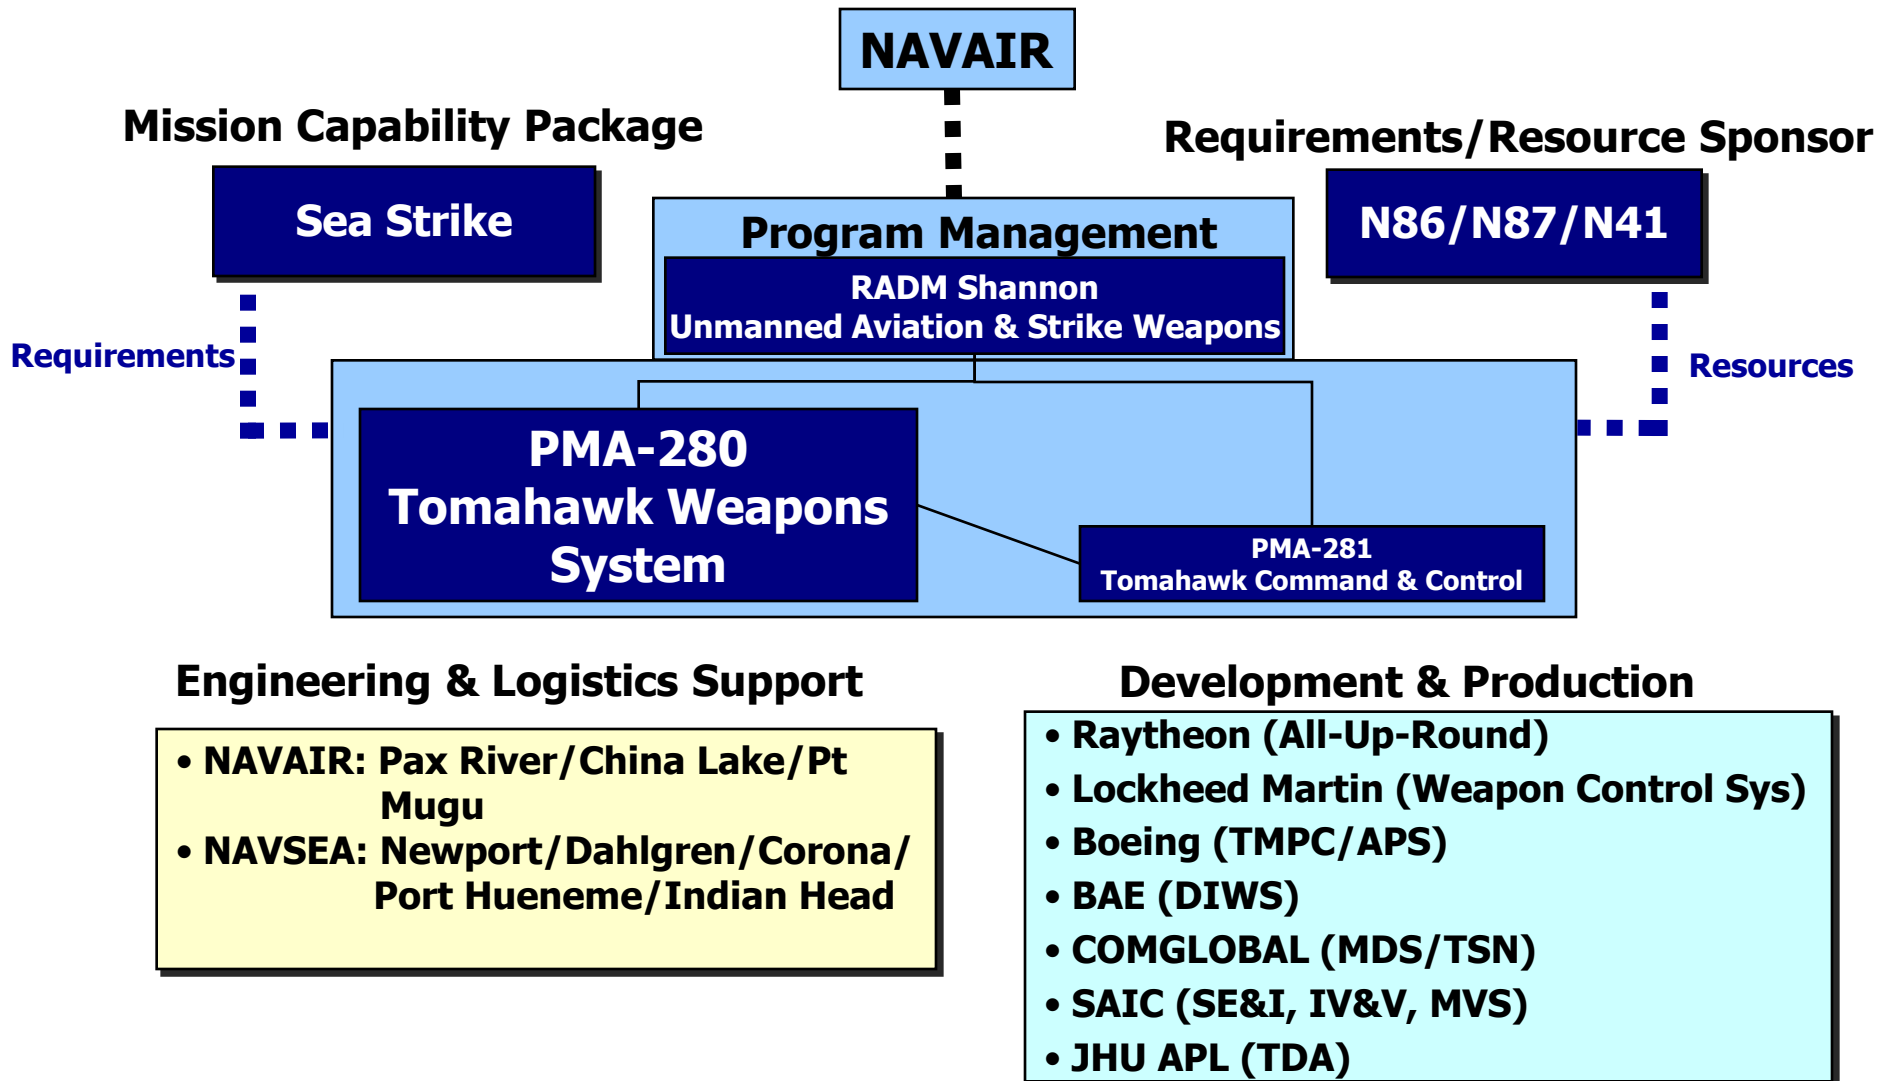 NAVAIR
Mission Capability Package
Requirements/Resource Sponsor
Sea Strike
N86/N87/N41
Program Management
RADM Shannon
Unmanned Aviation & Strike Weapons
Requirements
Resources
PMA-280
Tomahawk Weapons
System
PMA-281
Tomahawk Command & Control
Engineering & Logistics Support
• NAVAIR: Pax River/China Lake/Pt
Mugu
• NAVSEA: Newport/Dahlgren/Corona/
Port Hueneme/Indian Head
Development & Production
• Raytheon (All-Up-Round)
• Lockheed Martin (Weapon Control Sys)
• Boeing (TMPC/APS)
• BAE (DIWS)
• COMGLOBAL (MDS/TSN)
• SAIC (SE&I, IV&V, MVS)
• JHU APL (TDA)